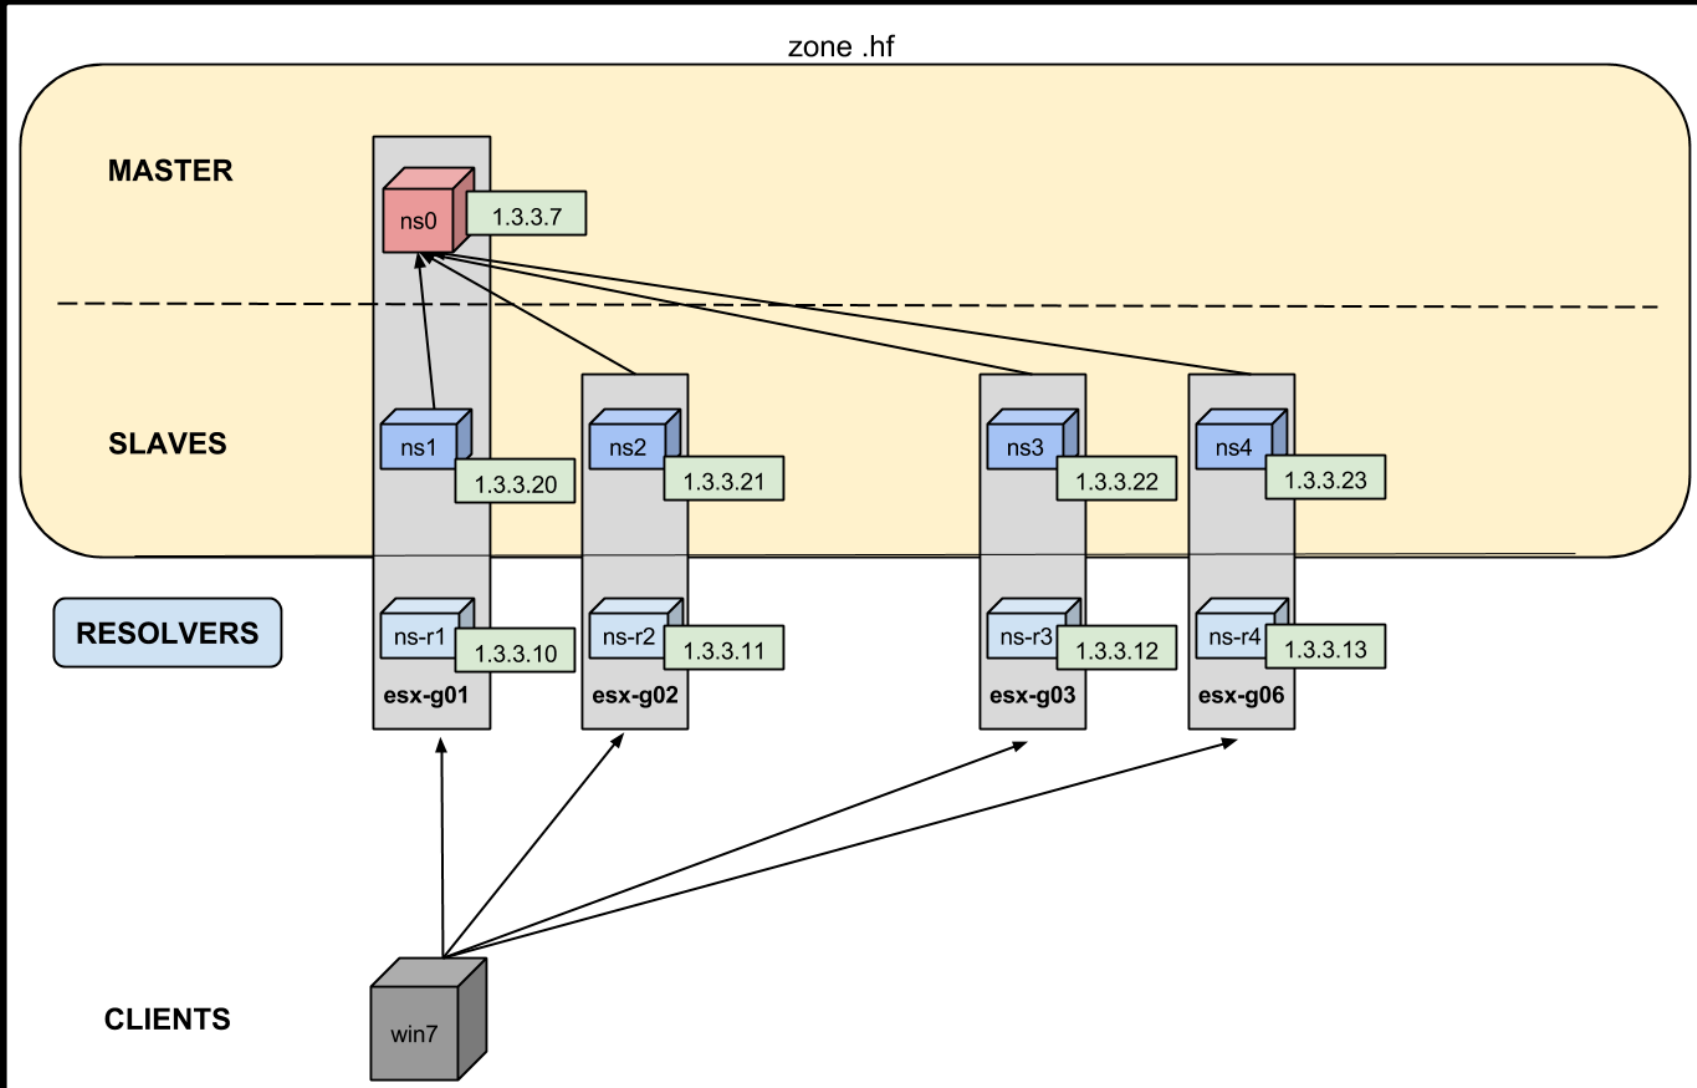 zone .hf
MASTER
ns0
1.3.3.7
SLAVES
ns1
1.3.3.20
ns2
1.3.3.21
ns3
1.3.3.22
ns4
1.3.3.23
RESOLVERS
ns-r1
1.3.3.10
ns-r2
1.3.3.11
ns-r3
1.3.3.12
ns-r4
1.3.3.13
esx-g01
esx-g02
esx-g03
esx-g06
CLIENTS
win7